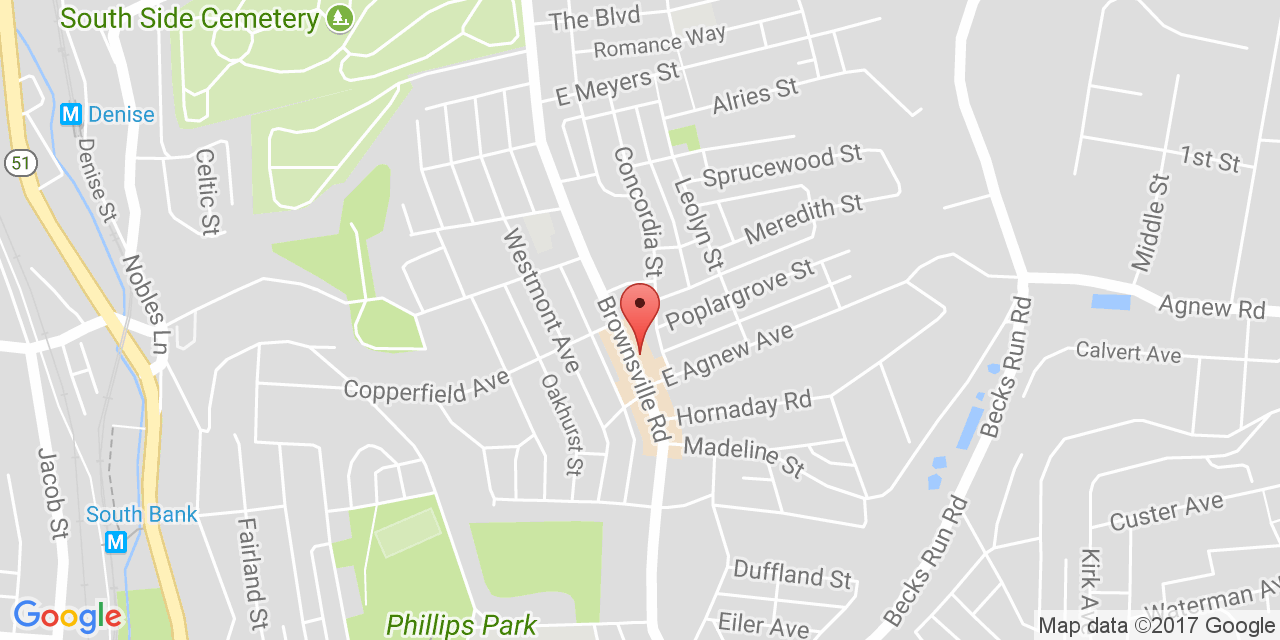 South Side Cemetery
The Blvd
Romance Way
E Meyers St
Alries St
M Denise
51
Denise St
Celtic St
Nobles Ln
Concordia St
Leolyn St
Sprucewood St
Meredith St
1st St
Middle St
Westmont Ave
Brownsville Rd
Poplargrove St
Agnew Rd
E Agnew Ave
Calvert Ave
Copperfield Ave
Oakhurst St
Hornaday Rd
Becks Run Rd
Madeline St
Jacob St
South Bank
M
Fairland St
Custer Ave
Becks Run Rd
Duffland St
Kirk A
Waterman Av
Eiler Ave
Phillips Park
Google
Map data ©2017 Google